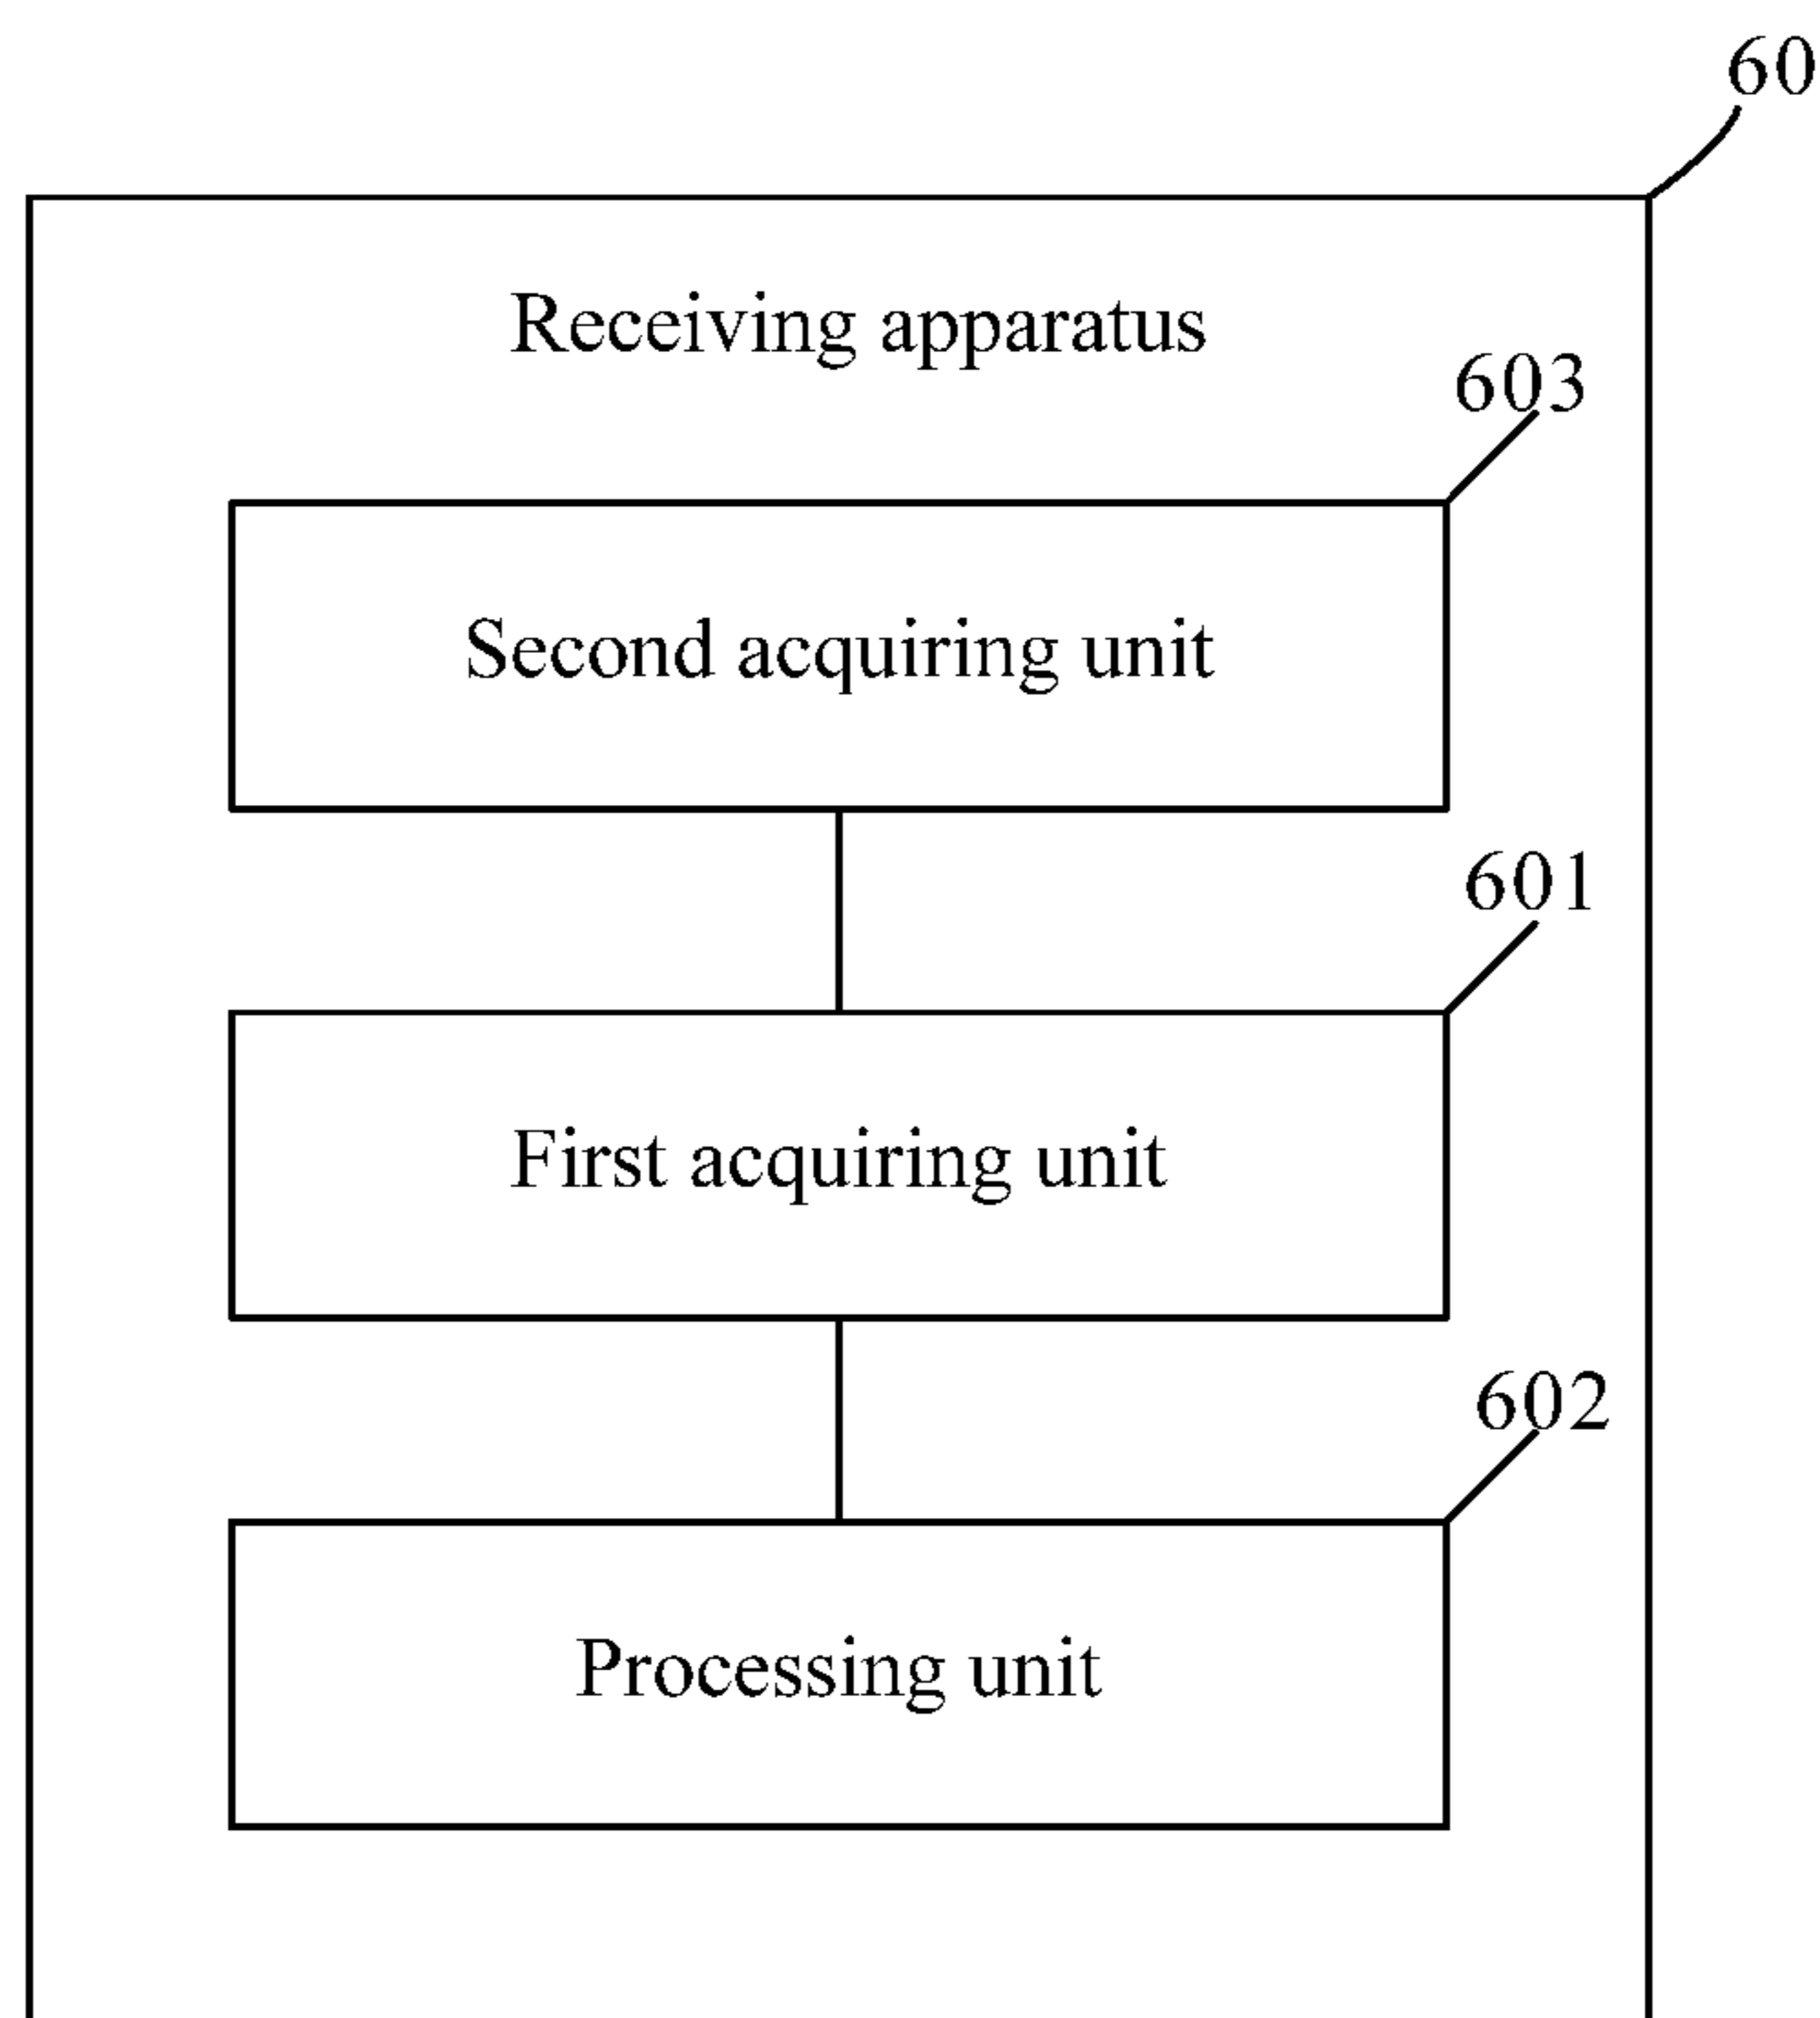 60
Receiving apparatus
603
Second acquiring unit
601
First acquiring unit
602
Processing unit